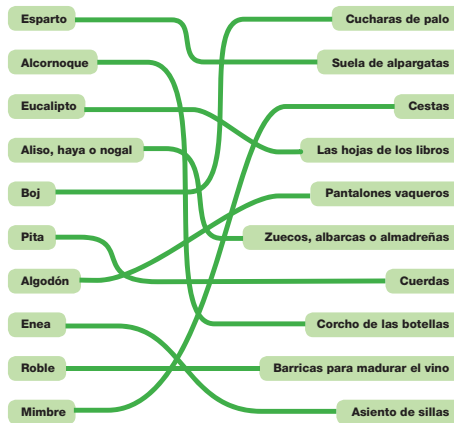 Esparto
Cucharas de palo
Alcornoque
Suela de alpargatas
Eucalipto
Cestas
Aliso, haya o nogal
Las hojas de los libros
Boj
Pantalones vaqueros
Pita
Zuecos, albarcas o almadreñas
Algodón
Cuerdas
Enea
Corcho de las botellas
Roble
Barricas para madurar el vino
Mimbre
Asiento de sillas